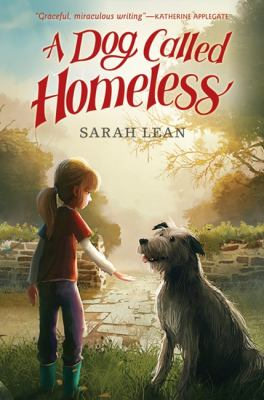 "Graceful, miraculous writing"—KATHERINE APPLEGATE
A Dog Called
Homeless
SARAH LEAN